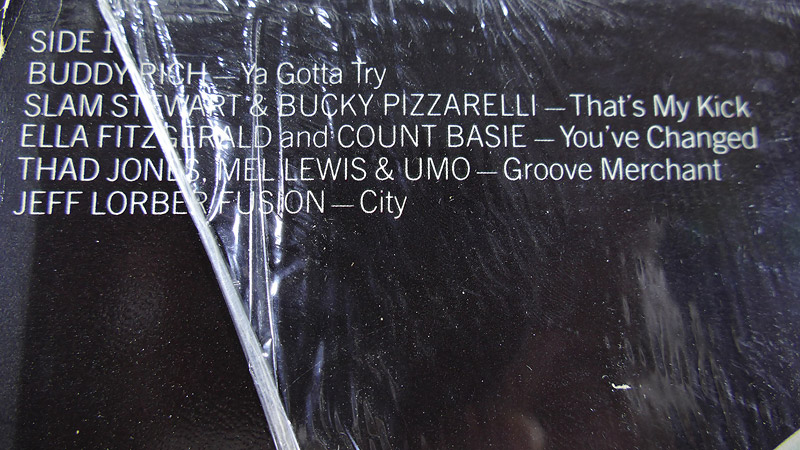 SIDE 1
BUDDY RICH — Ya Gotta Try
SLAM STEWART & BUCKY PIZZARELLI — That's My Kick
ELLA FITZGERALD and COUNT BASIE — You've Changed
THAD JONES, MEL LEWIS & UMO — Groove Merchant
JEFF LORBER FUSION — City